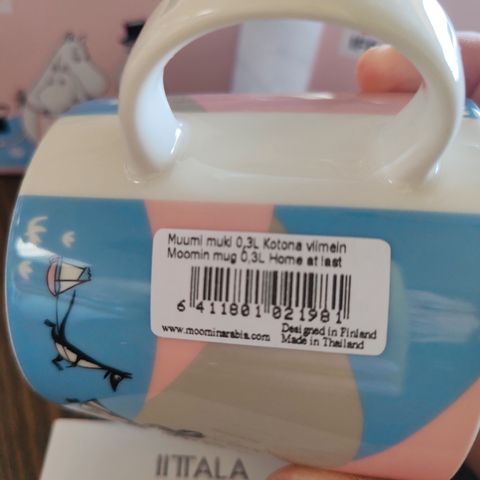 Muumi muki 0,3L Kotona viimein
Moomin mug 0,3L Home at last
6 411801 021981
www.moominarabia.com
Designed in Finland
Made in Thailand
IITTALA